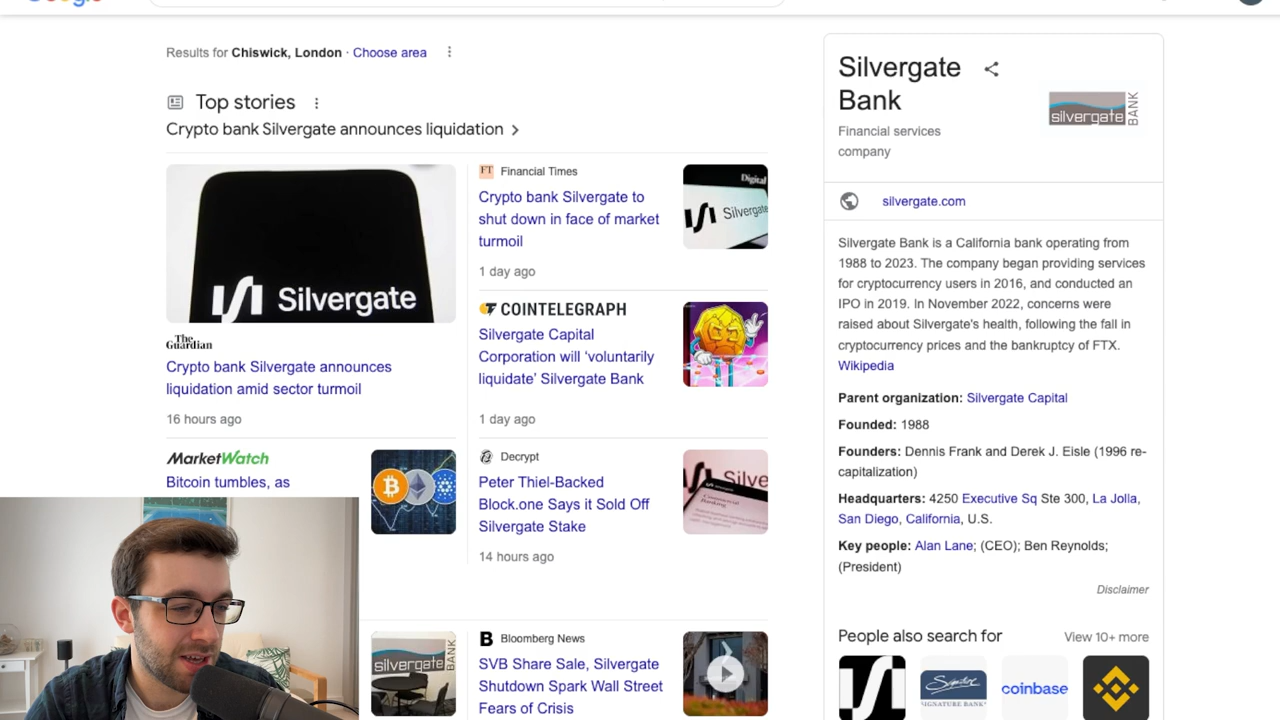 Google
Results for Chiswick, London · Choose area
Top stories
Crypto bank Silvergate announces liquidation
Silvergate
The Guardian
Crypto bank Silvergate announces
liquidation amid sector turmoil
16 hours ago
MarketWatch
Bitcoin tumbles, as
FT Financial Times
Crypto bank Silvergate to
shut down in face of market
turmoil
1 day ago
Digital
Silvergate
COINTELEGRAPH
Silvergate Capital
Corporation will ‘voluntarily
liquidate’ Silvergate Bank
1 day ago
Decrypt
Peter Thiel-Backed
Block.one Says it Sold Off
Silvergate Stake
14 hours ago
Silve
silvergate BANK
B Bloomberg News
SVB Share Sale, Silvergate
Shutdown Spark Wall Street
Fears of Crisis
Silvergate
Bank
silvergate BANK
Financial services
company
silvergate.com
Silvergate Bank is a California bank operating from
1988 to 2023. The company began providing services
for cryptocurrency users in 2016, and conducted an
IPO in 2019. In November 2022, concerns were
raised about Silvergate's health, following the fall in
cryptocurrency prices and the bankruptcy of FTX.
Wikipedia
Parent organization: Silvergate Capital
Founded: 1988
Founders: Dennis Frank and Derek J. Eisle (1996 re-
capitalization)
Headquarters: 4250 Executive Sq Ste 300, La Jolla,
San Diego, California, U.S.
Key people: Alan Lane; (CEO); Ben Reynolds;
(President)
Disclaimer
People also search for
View 10+ more
SIGNATURE BANK
coinbase